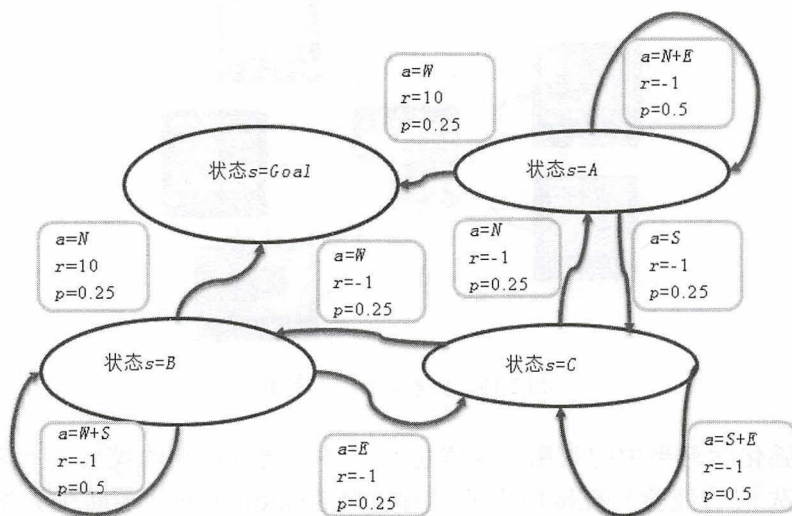 a=N+E
r=-1
p=0.5
a=W
r=10
p=0.25
状态s=Goal
状态s=A
a=N
r=10
p=0.25
a=W
r=-1
p=0.25
a=N
r=-1
p=0.25
a=S
r=-1
p=0.25
状态s=B
状态s=C
a=W+S
r=-1
p=0.5
a=E
r=-1
p=0.25
a=S+E
r=-1
p=0.5